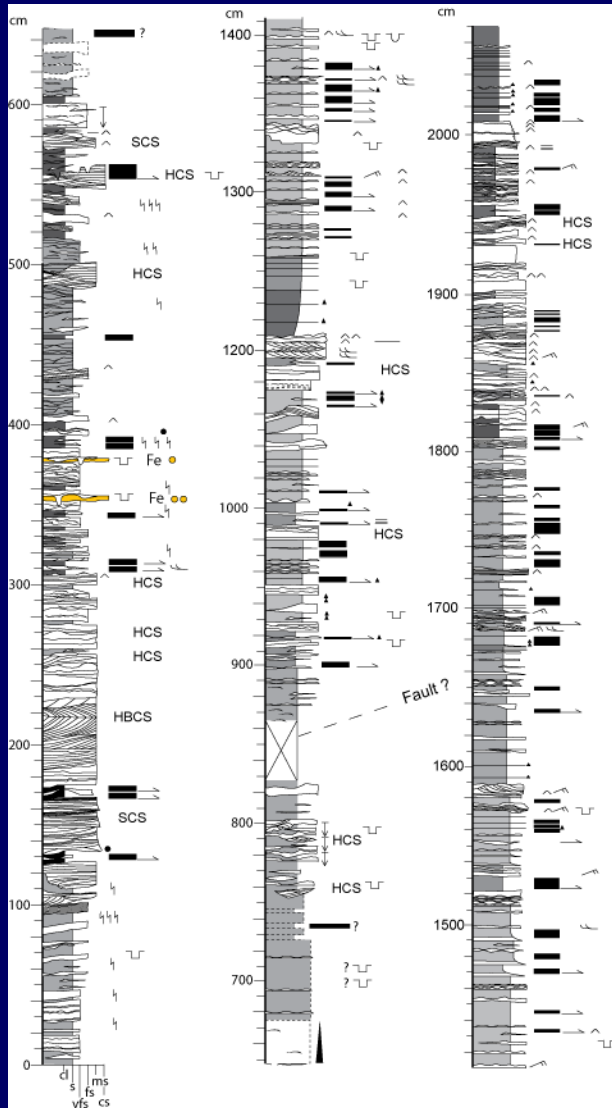 cm
?
600
SCS
HCS
500
HCS
400
Fe
Fe
300
HCS
HCS
HCS
HBCS
200
SCS
100
0
cl
s
vfs
fs
ms
cs
cm
1400
1300
1200
HCS
1000
HCS
900
Fault ?
800
HCS
HCS
?
700
?
?
cm
2000
HCS
HCS
1900
1800
1700
1600
1500